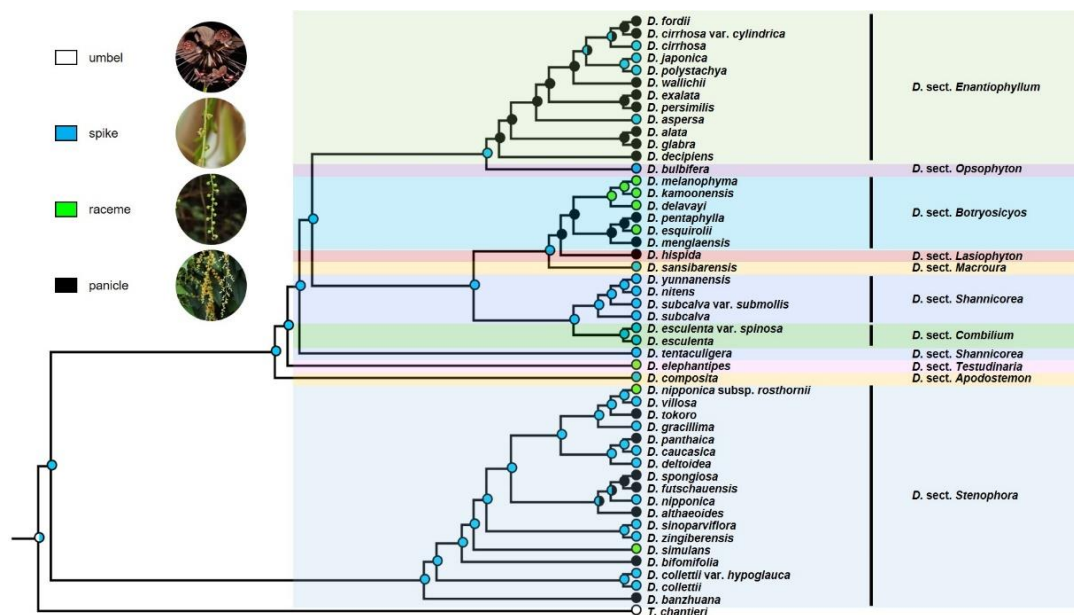 umbel
spike
raceme
panicle
D. fordii
D. cirrhosa var. cylindrica
D. cirrhosa
D. japonica
D. polystachya
D. wallichii
D. exalata
D. persimilis
D. aspersa
D. alata
D. glabra
D. decipiens
D. bulbifera
D. melanophyma
D. kamoonensis
D. delavayi
D. pentaphylla
D. esquirolii
D. menglaensis
D. hispida
D. sansibarensis
D. yunnanensis
D. nitens
D. subcalva var. submollis
D. subcalva
D. esculenta var. spinosa
D. esculenta
D. tentaculigera
D. elephantipes
D. composita
D. nipponica subsp. rosthornii
D. villosa
D. tokoro
D. gracillima
D. panthaica
D. caucasica
D. deltoidea
D. spongiosa
D. futschauensis
D. nipponica
D. althaeoides
D. sinoparviflora
D. zingiberensis
D. simulans
D. bifomifolia
D. collettii var. hypoglauca
D. collettii
D. banzhuana
T. chantieri
D. sect. Enantiophyllum
D. sect. Opsophyton
D. sect. Botryosicyos
D. sect. Lasiophyton
D. sect. Macroura
D. sect. Shannicorea
D. sect. Combilium
D. sect. Shannicorea
D. sect. Testudinaria
D. sect. Apodostemon
D. sect. Stenophora